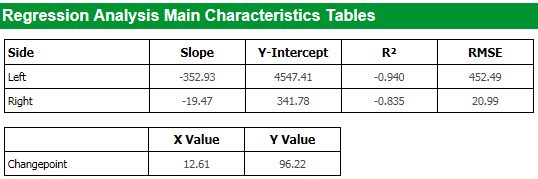 Regression Analysis Main Characteristics Tables
Side Slope Y-Intercept R² RMSE
Left -352.93 4547.41 -0.940 452.49
Right -19.47 341.78 -0.835 20.99
X Value Y Value
Changepoint 12.61 96.22